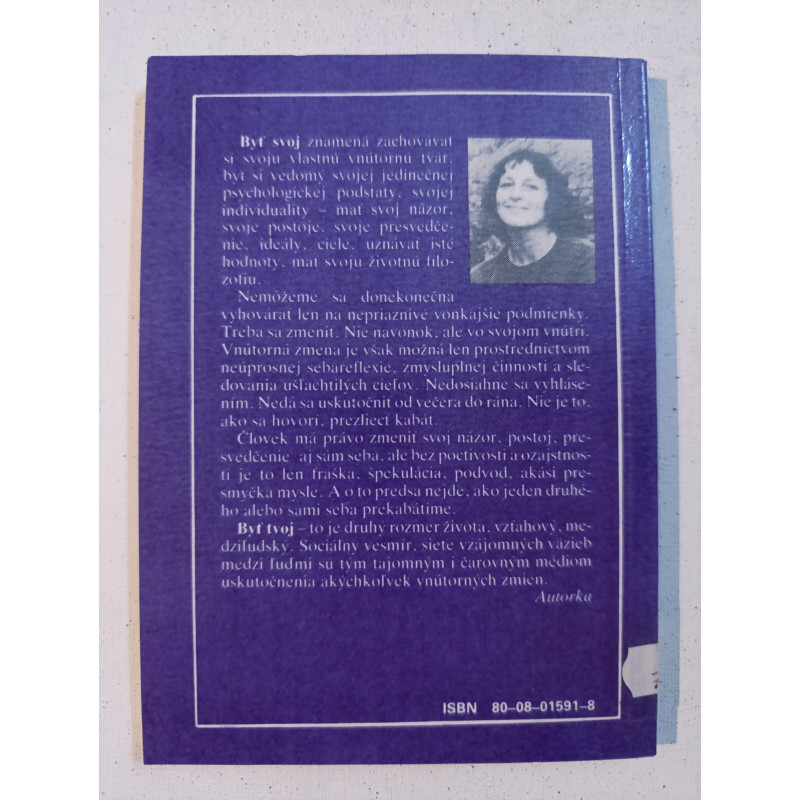 Byť svoj znamená zachovávať
si svoju vlastnú vnútornú tvár,
byť si vedomý svojej jedinečnej
psychologickej podstaty, svojej
individuality – mať svoj názor,
svoje postoje, svoje presvedče-
nie, ideály, ciele, uznávať isté
hodnoty, mať svoju životnú filo-
zofiu.
Nemôžeme sa donekonečna
vyhovárať len na nepriaznivé vonkajšie podmienky.
Treba sa zmeniť. Nie navonok, ale vo svojom vnútri.
Vnútorná zmena je však možná len prostredníctvom
neúprosnej sebareflexie, zmysluplnej činnosti a sle-
dovania ušľachtilých cieľov. Nedosiahne sa vyhláse-
ním. Nedá sa uskutočniť od večera do rána. Nie je to,
ako sa hovorí, prezliecť kabát.
Človek má právo zmeniť svoj názor, postoj, pre-
svedčenie aj sám seba, ale bez poctivosti a ozajstnos-
ti je to len fraška, špekulácia, podvod, akási pre-
smyčka mysle. A o to predsa nejde, ako jeden druhé-
ho alebo sami seba prekabátime.
Byť tvoj – to je druhý rozmer života, vzťahový, me-
dziľudský. Sociálny vesmír, siete vzájomných väzieb
medzi ľuďmi sú tým tajomným i čarovným médiom
uskutočnenia akýchkoľvek vnútorných zmien.
Autorka
ISBN 80–08–01591–8